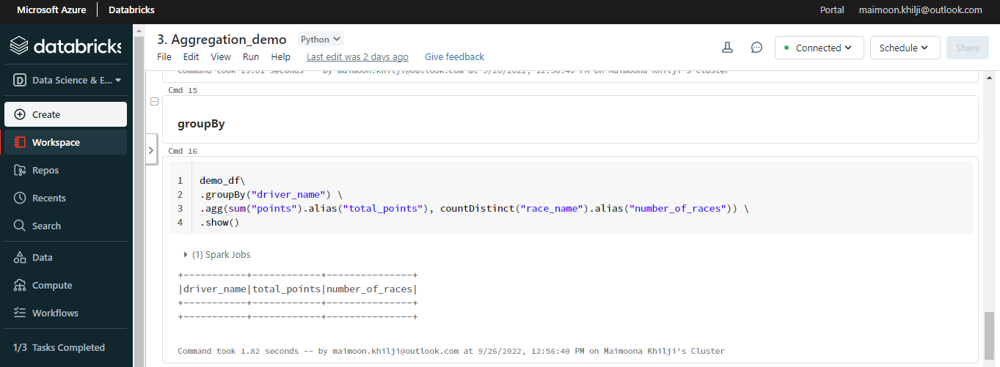 Microsoft Azure Databricks Portal maimoon.khilji@outlook.com
databricks
Data Science & E...
Create
Workspace
Repos
Recents
Search
Data
Compute
Workflows
1/3 Tasks Completed
3. Aggregation_demo Python
File Edit View Run Help Last edit was 2 days ago Give feedback
Connected Schedule Share
Command took 13.81 seconds -- by maimoon.khilji@outlook.com at 9/26/2022, 12:56:40 PM on Maimoona Khilji's Cluster
Cmd 15
groupBy
Cmd 16
1 demo_df\
2 .groupBy("driver_name") \
3 .agg(sum("points").alias("total_points"), countDistinct("race_name").alias("number_of_races")) \
4 .show()
(1) Spark Jobs
+-----------+------------+---------------+
|driver_name|total_points|number_of_races|
+-----------+------------+---------------+
+-----------+------------+---------------+
Command took 1.82 seconds -- by maimoon.khilji@outlook.com at 9/26/2022, 12:56:40 PM on Maimoona Khilji's Cluster